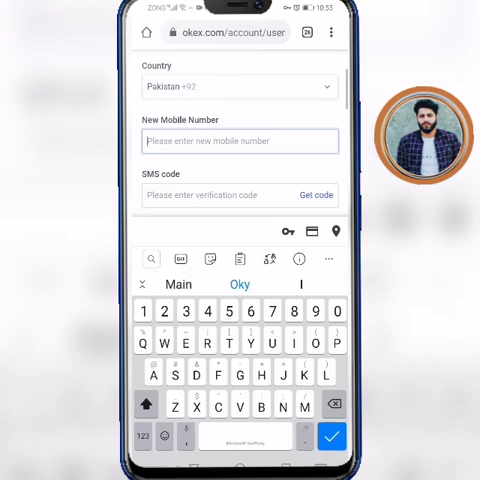 ZONG 10:55
okex.com/account/user 26
Country
Pakistan +92
New Mobile Number
Please enter new mobile number
SMS code
Please enter verification code Get code
GIF
Main Oky I
1 2 3 4 5 6 7 8 9 0
Q W E R T Y U I O P
A S D F G H J K L
Z X C V B N M
123 Microsoft SwiftKey